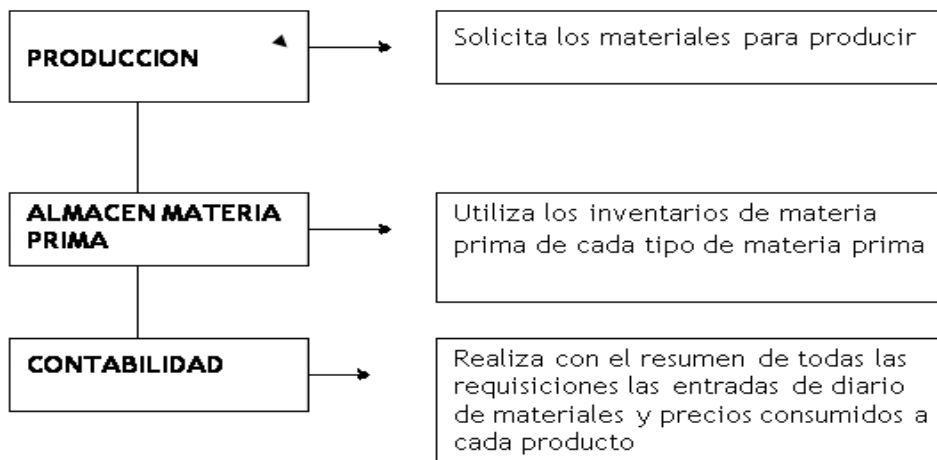 PRODUCCION
Solicita los materiales para producir
ALMACEN MATERIA
PRIMA
Utiliza los inventarios de materia
prima de cada tipo de materia prima
CONTABILIDAD
Realiza con el resumen de todas las
requisiciones las entradas de diario
de materiales y precios consumidos a
cada producto